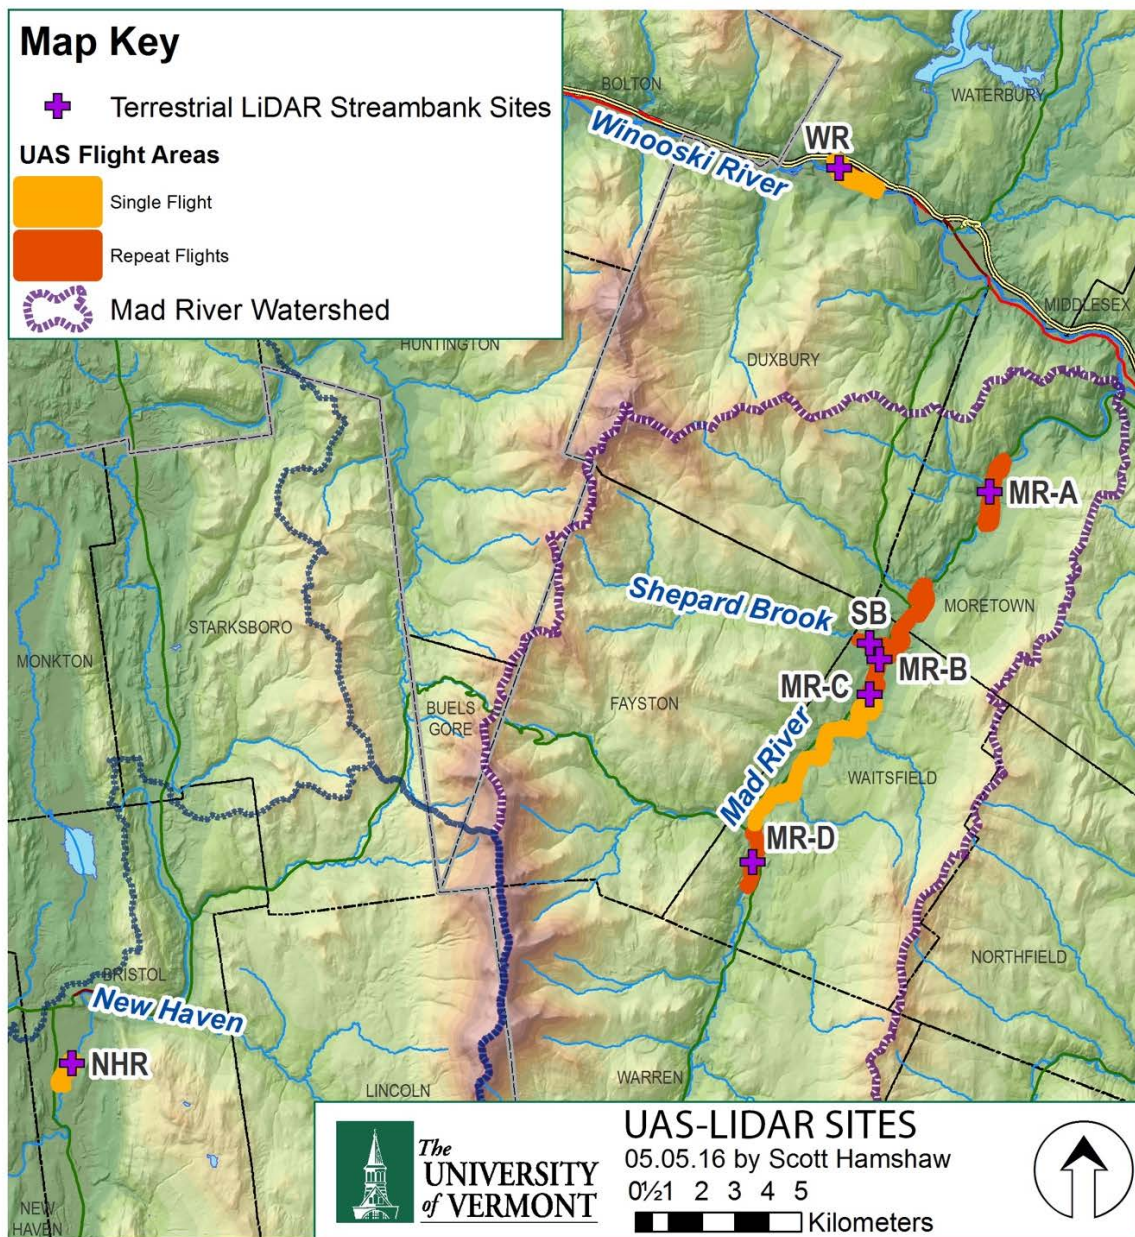 Map Key
Terrestrial LiDAR Streambank Sites
UAS Flight Areas
Single Flight
Repeat Flights
Mad River Watershed
BOLTON
WATERBURY
WR
Winooski River
MIDDLESEX
HUNTINGTON
DUXBURY
MR-A
Shepard Brook
SB
MORETOWN
STARKSBORO
MONKTON
MR-B
MR-C
BUELS
GORE
FAYSTON
Mad River
WAITSFIELD
MR-D
NORTHFIELD
BRISTOL
New Haven
NHR
LINCOLN
WARREN
NEW
HAVEN
The
UNIVERSITY
of VERMONT
UAS-LIDAR SITES
05.05.16 by Scott Hamshaw
0½1 2 3 4 5
Kilometers